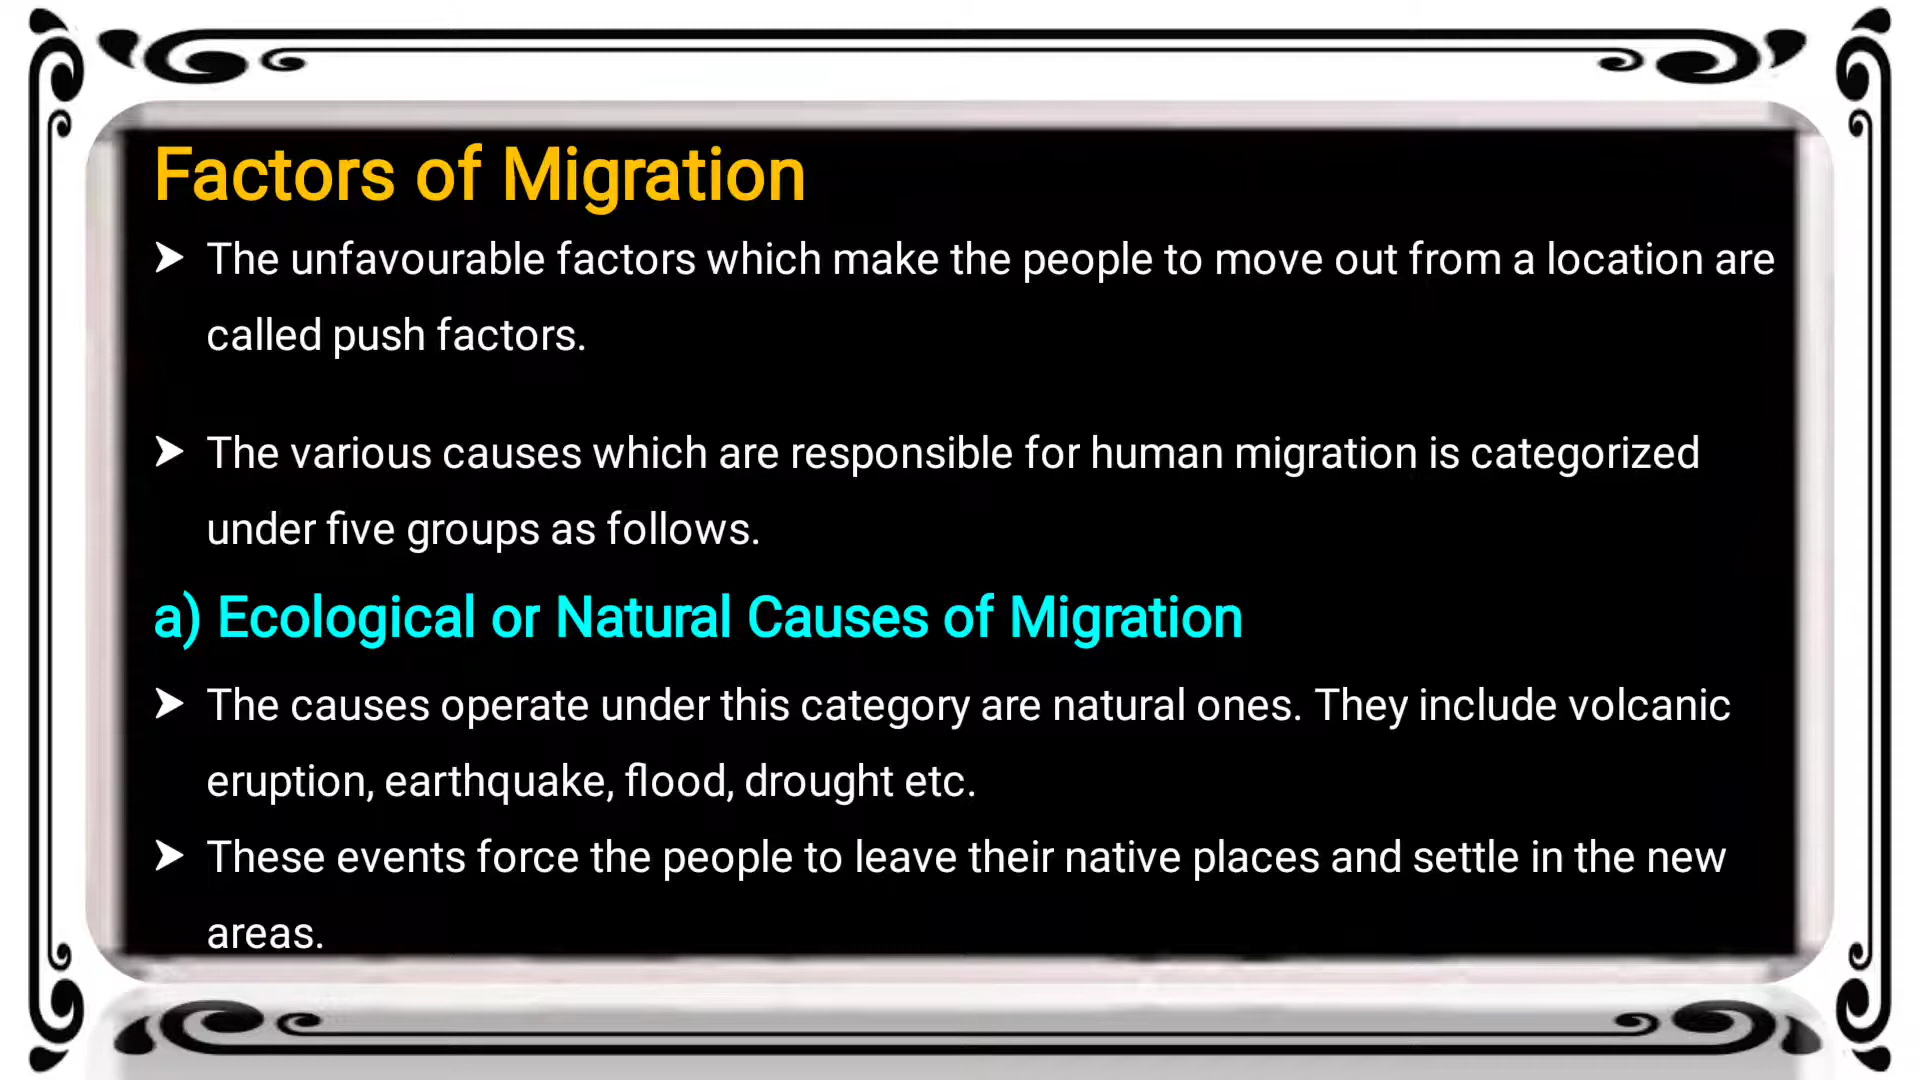 Factors of Migration
➤ The unfavourable factors which make the people to move out from a location are
called push factors.
➤ The various causes which are responsible for human migration is categorized
under five groups as follows.
a) Ecological or Natural Causes of Migration
➤ The causes operate under this category are natural ones. They include volcanic
eruption, earthquake, flood, drought etc.
➤ These events force the people to leave their native places and settle in the new
areas.